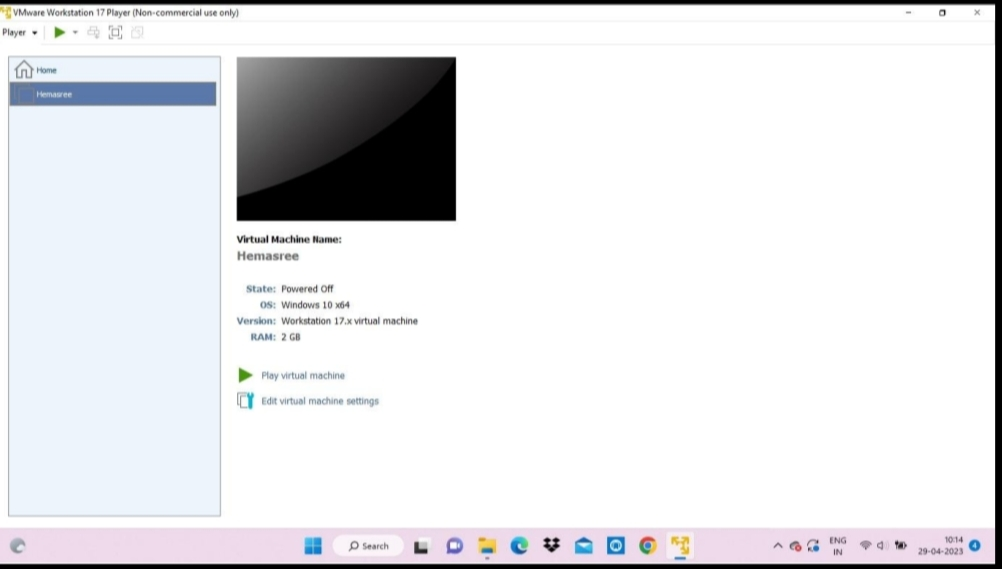 VMware Workstation 17 Player (Non-commercial use only)
Player
Home
Hemasree
Virtual Machine Name:
Hemasree
State: Powered Off
OS: Windows 10 x64
Version: Workstation 17.x virtual machine
RAM: 2 GB
Play virtual machine
Edit virtual machine settings
Search
ENG
IN
10:14
29-04-2023
4